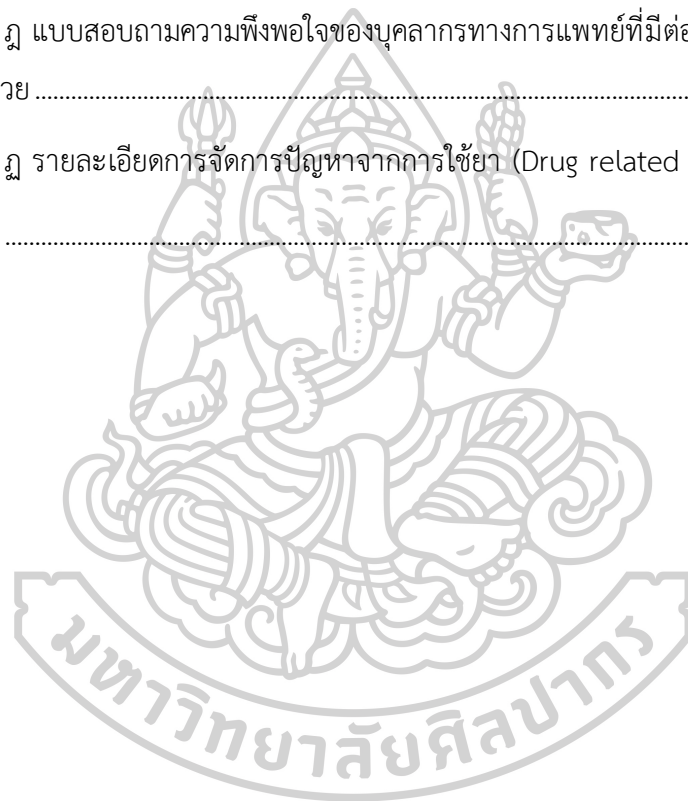 ฎ แบบสอบถามความพึงพอใจของบุคลากรทางการแพทย์ที่มีต่อ
วย ..........................................................................................................................
ฏ รายละเอียดการจัดการปัญหาจากการใช้ยา (Drug related
..........................................................................................................................
มหาวิทยาลัยศิลปากร